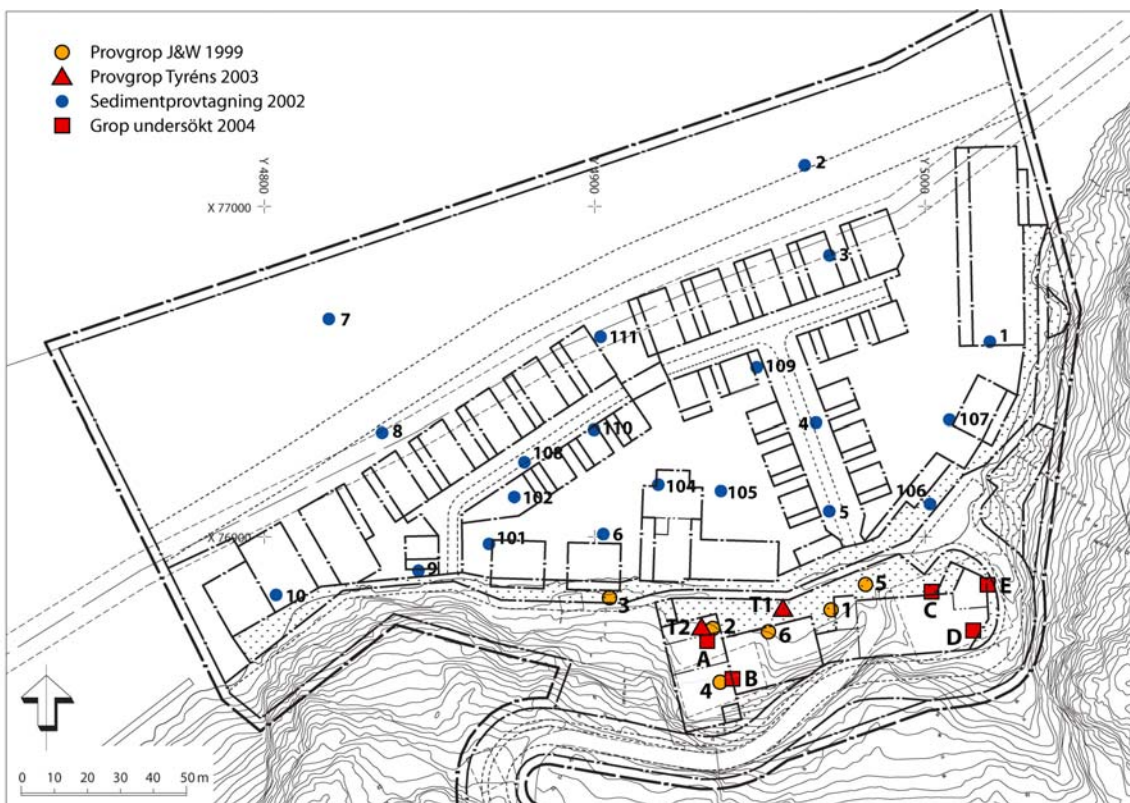 Provgrop J&W 1999
Provgrop Tyréns 2003
Sedimentprovtagning 2002
Grop undersökt 2004
2
Y 4800
Y 4900
Y 5000
X 77000
3
7
111
1
109
8
110
4
107
108
102
104
105
106
101
6
5
9
10
3
5
E
T1
C
T2
2
1
6
D
A
4
B
X 76000
0 10 20 30 40 50 m